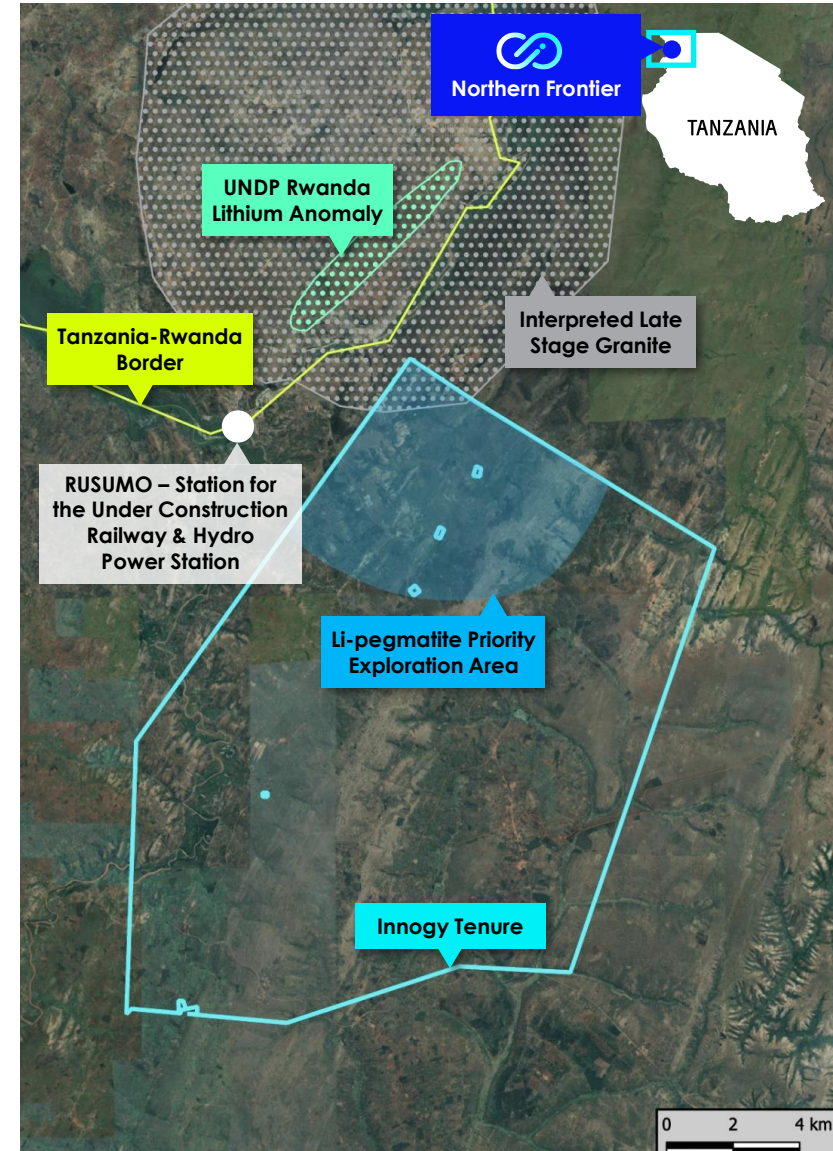 Northern Frontier
TANZANIA
UNDP Rwanda
Lithium Anomaly
Interpreted Late
Stage Granite
Tanzania-Rwanda
Border
RUSUMO – Station for
the Under Construction
Railway & Hydro
Power Station
Li-pegmatite Priority
Exploration Area
Innogy Tenure
0 2 4 km